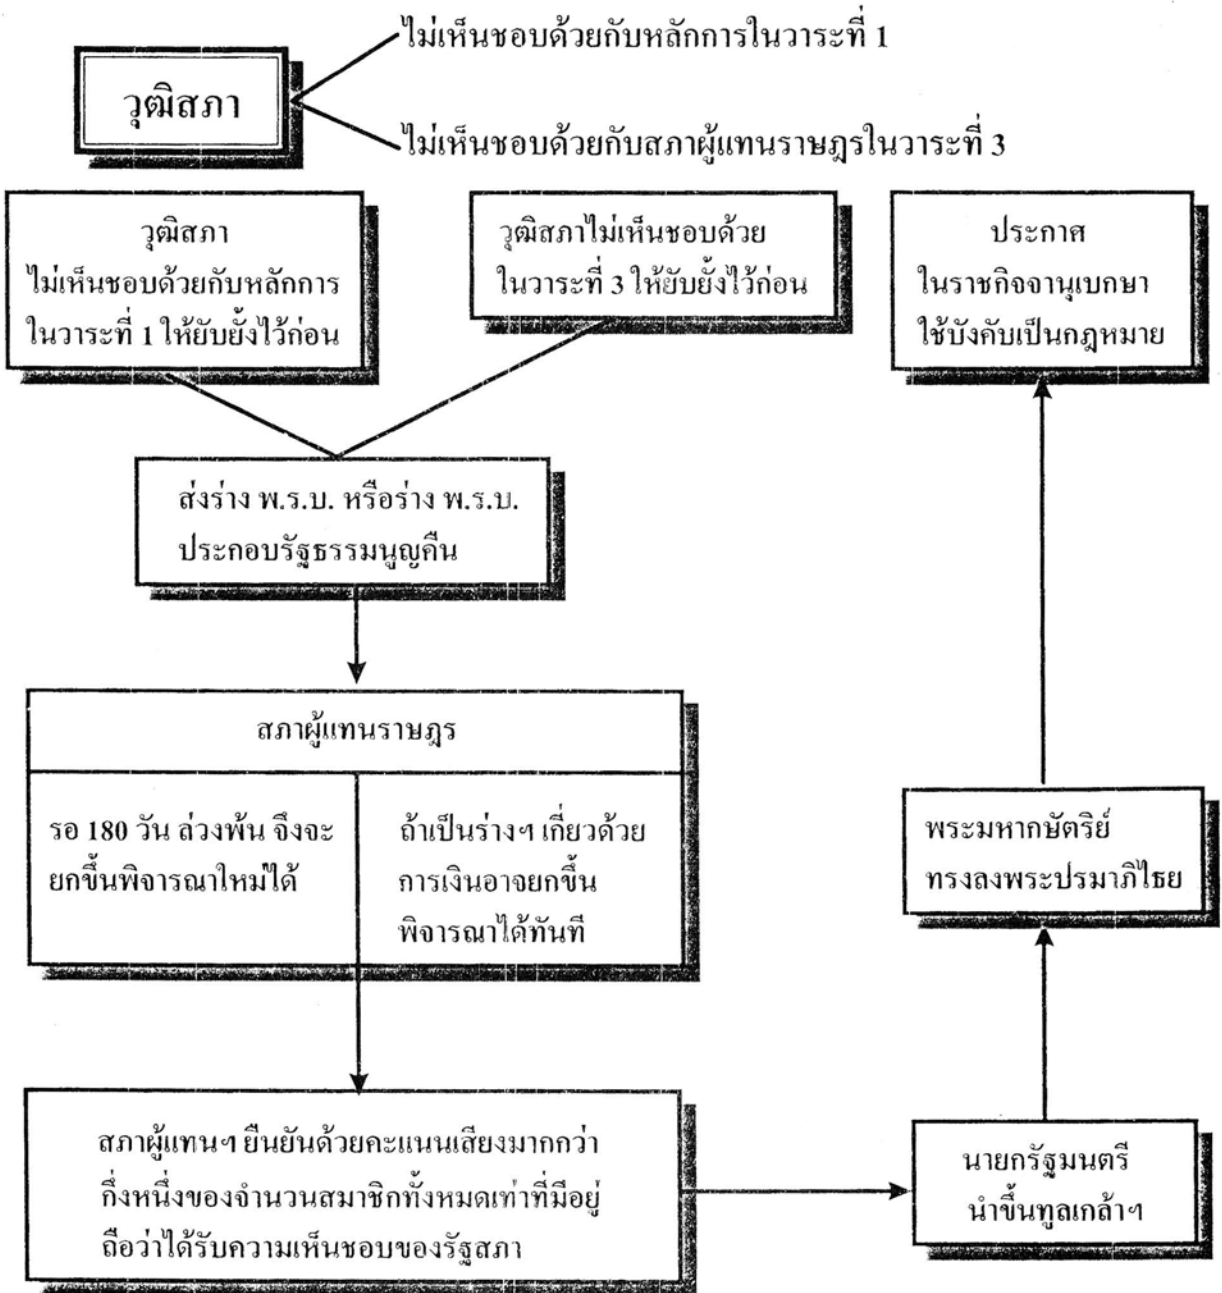 ไม่เห็นชอบด้วยกับหลักการในวาระที่ 1
วุฒิสภา
ไม่เห็นชอบด้วยกับสภาผู้แทนราษฎรในวาระที่ 3
วุฒิสภา
ไม่เห็นชอบด้วยกับหลักการ
ในวาระที่ 1 ให้ยับยั้งไว้ก่อน
วุฒิสภาไม่เห็นชอบด้วย
ในวาระที่ 3 ให้ยับยั้งไว้ก่อน
ประกาศ
ในราชกิจจานุเบกษา
ใช้บังคับเป็นกฎหมาย
ส่งร่าง พ.ร.บ. หรือร่าง พ.ร.บ.
ประกอบรัฐธรรมนูญคืน
สภาผู้แทนราษฎร
รอ 180 วัน ล่วงพ้น จึงจะ
ยกขึ้นพิจารณาใหม่ได้
ถ้าเป็นร่างฯ เกี่ยวด้วย
การเงินอาจยกขึ้น
พิจารณาได้ทันที
พระมหากษัตริย์
ทรงลงพระปรมาภิไธย
สภาผู้แทนฯ ยืนยันด้วยคะแนนเสียงมากกว่า
กึ่งหนึ่งของจำนวนสมาชิกทั้งหมดเท่าที่มีอยู่
ถือว่าได้รับความเห็นชอบของรัฐสภา
นายกรัฐมนตรี
นำขึ้นทูลเกล้าฯ